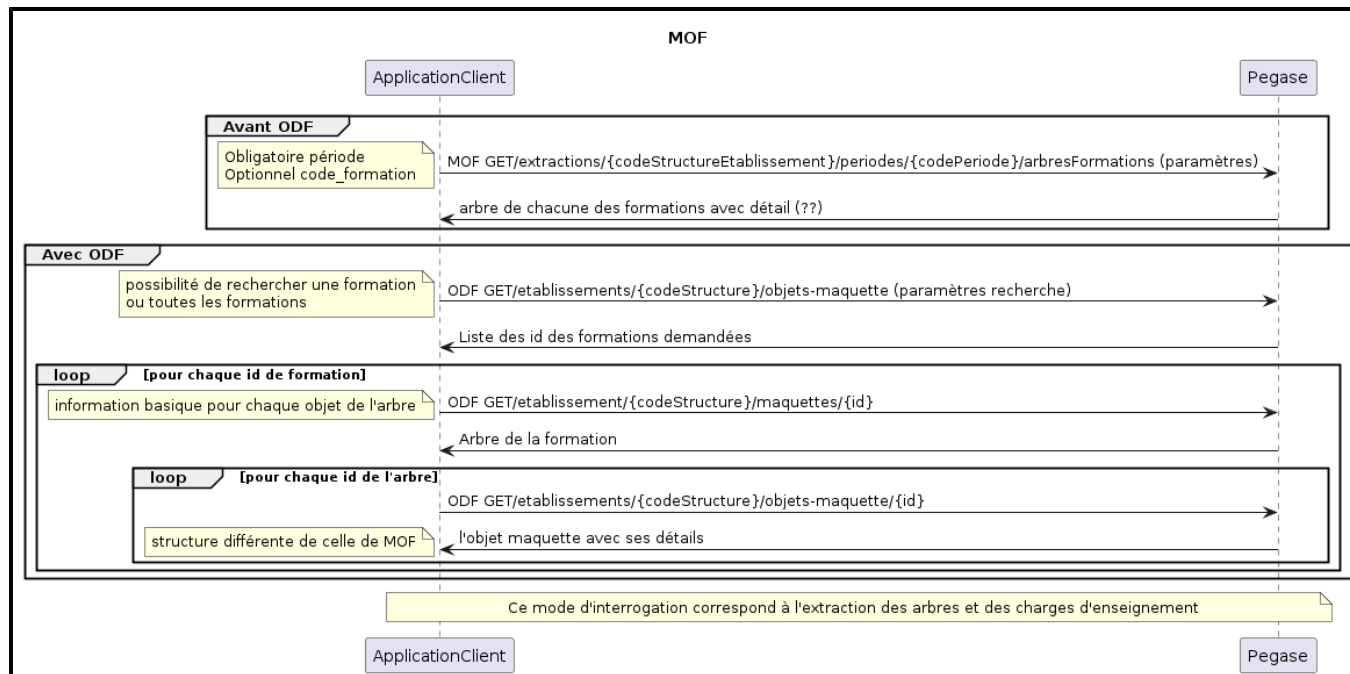 MOF
ApplicationClient
Pegase
Avant ODF
Obligatoire période
Optionnel code_formation
MOF GET/extractions/{codeStructureEtablissement}/periodes/{codePeriode}/arbresFormations (paramètres)
arbre de chacune des formations avec détail (??)
Avec ODF
possibilité de rechercher une formation
ou toutes les formations
ODF GET/etablissements/{codeStructure}/objets-maquette (paramètres recherche)
Liste des id des formations demandées
loop
[pour chaque id de formation]
information basique pour chaque objet de l'arbre
ODF GET/etablissement/{codeStructure}/maquettes/{id}
Arbre de la formation
loop
[pour chaque id de l'arbre]
ODF GET/etablissements/{codeStructure}/objets-maquette/{id}
structure différente de celle de MOF
l'objet maquette avec ses détails
Ce mode d'interrogation correspond à l'extraction des arbres et des charges d'enseignement
ApplicationClient
Pegase